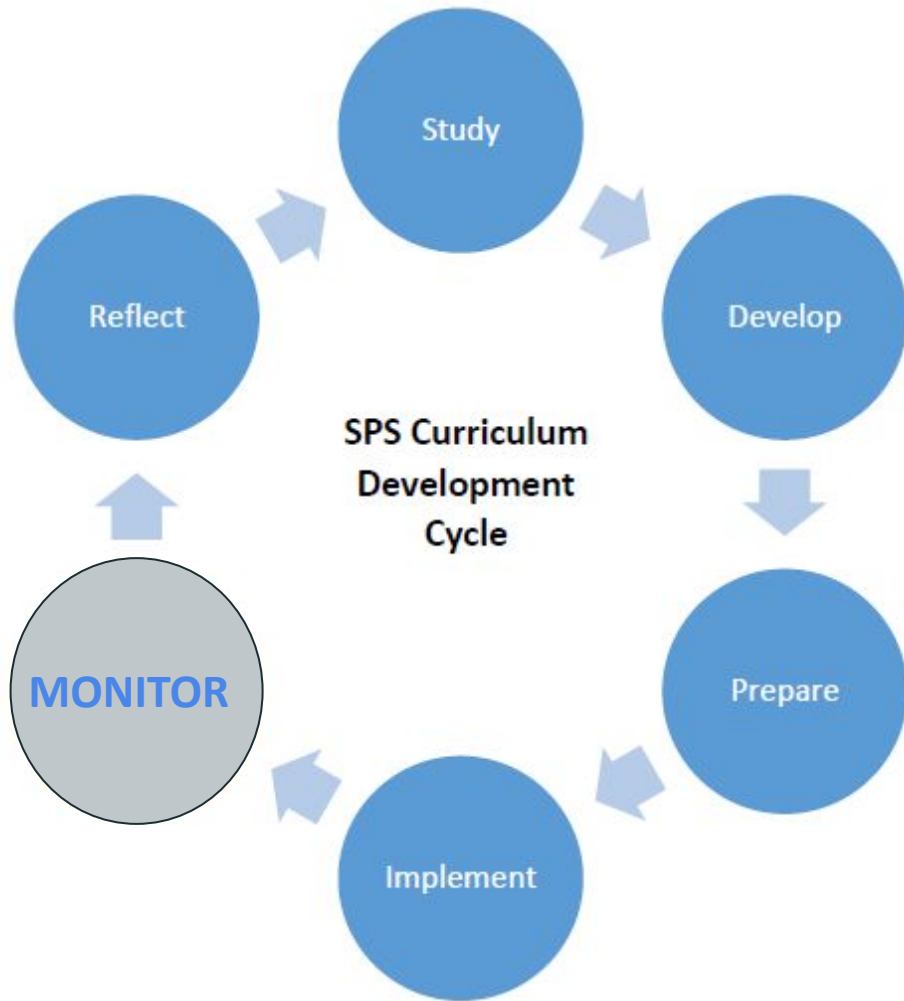 Study
Develop
Prepare
Implement
MONITOR
Reflect
SPS Curriculum
Development
Cycle